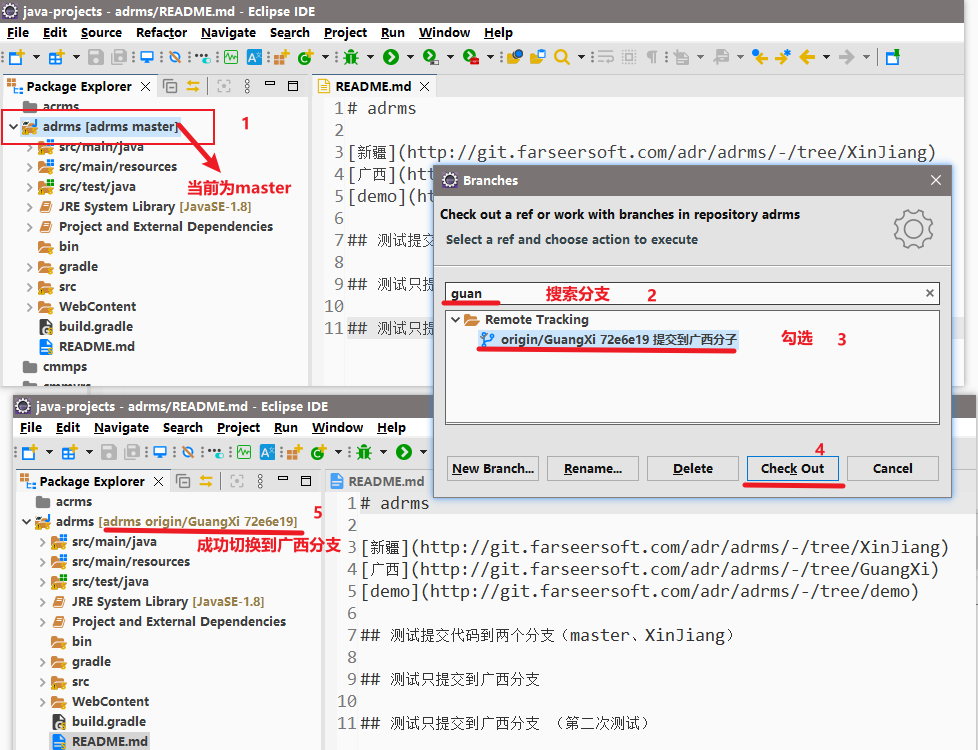 java-projects - adrms/README.md - Eclipse IDE
File Edit Source Refactor Navigate Search Project Run Window Help
Package Explorer
README.md
acrms
adrms [adrms master]
1
src/main/java
src/main/resources
src/test/java
当前为master
JRE System Library [JavaSE-1.8]
Project and External Dependencies
bin
gradle
src
WebContent
build.gradle
README.md
cmmps
1 # adrms
2
3 [新疆](http://git.farseersoft.com/adr/adrms/-/tree/XinJiang)
4 [广西](htt
5 [demo](ht
6
7 ## 测试提交
8
9 ## 测试只提
10
11 ## 测试只提
Branches
Check out a ref or work with branches in repository adrms
Select a ref and choose action to execute
guan
搜索分支 2
Remote Tracking
origin/GuangXi 72e6e19 提交到广西分子
勾选 3
4
New Branch...
Rename...
Delete
Check Out
Cancel
java-projects - adrms/README.md - Eclipse IDE
File Edit Navigate Search Project Run Window Help
Package Explorer
README.md
acrms
adrms [adrms origin/GuangXi 72e6e19]
5
成功切换到广西分支
src/main/java
src/main/resources
src/test/java
JRE System Library [JavaSE-1.8]
Project and External Dependencies
bin
gradle
src
WebContent
build.gradle
README.md
1 # adrms
2
3 [新疆](http://git.farseersoft.com/adr/adrms/-/tree/XinJiang)
4 [广西](http://git.farseersoft.com/adr/adrms/-/tree/GuangXi)
5 [demo](http://git.farseersoft.com/adr/adrms/-/tree/demo)
6
7 ## 测试提交代码到两个分支（master、XinJiang）
8
9 ## 测试只提交到广西分支
10
11 ## 测试只提交到广西分支 （第二次测试）